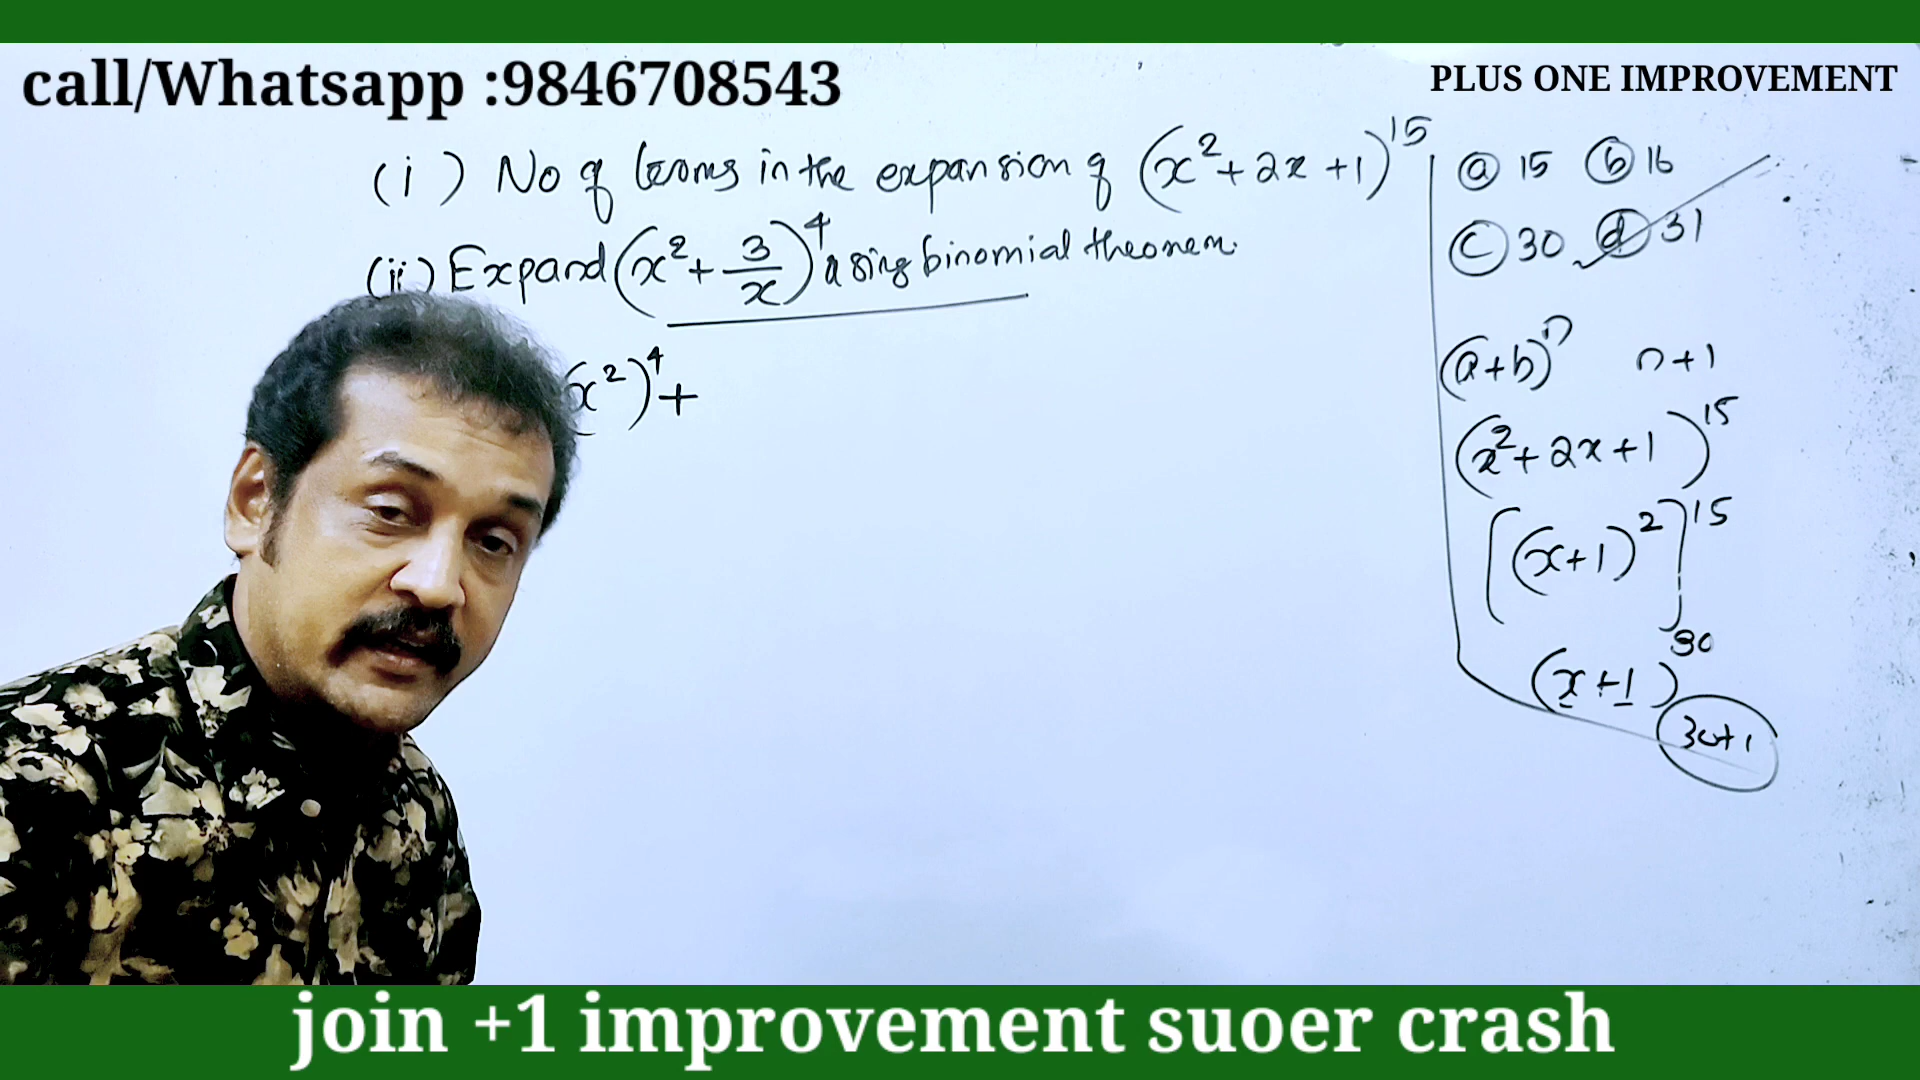 call/Whatsapp :9846708543
PLUS ONE IMPROVEMENT
(i) No of terms in the expansion of (x²+2x+1)¹⁵
(ii) Expand (x² + 3/x)⁴ using binomial theorem.
(x²)⁴ +
ⓐ 15 ⓑ 16
ⓒ 30 ⓓ 31
(a+b)ⁿ n+1
(x²+2x+1)¹⁵
[(x+1)²]¹⁵
(x+1)³⁰
30+1
join +1 improvement suoer crash